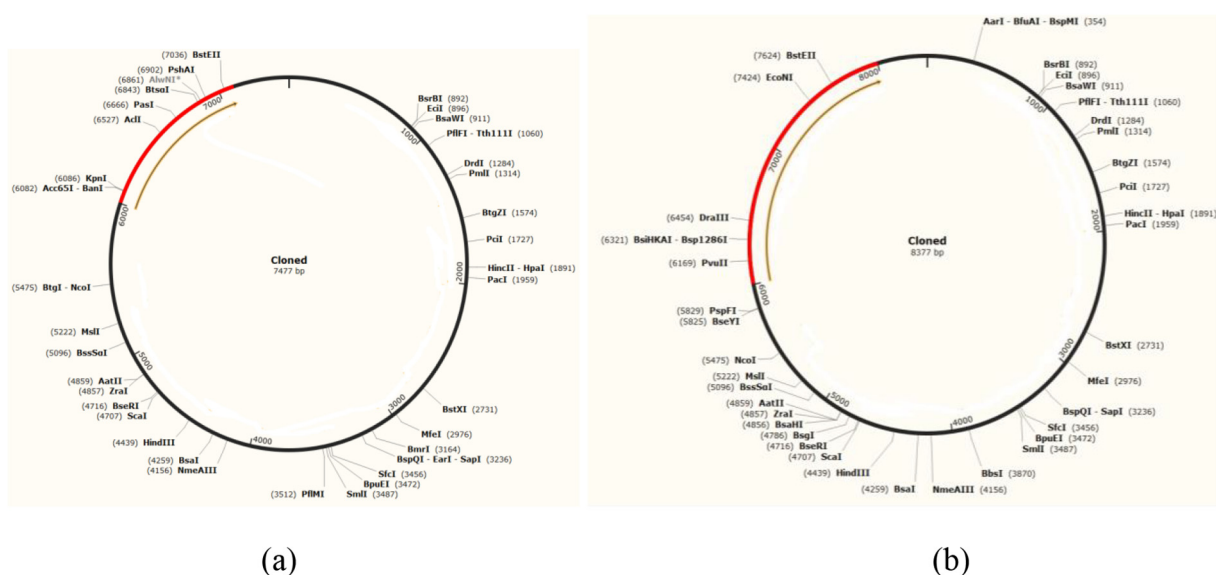 (7036) BstEII
(6902) PshAI
(6861) AlwNI*
(6843) BtsαI
(6666) PasI
(6527) AclI
(6086) KpnI
(6082) Acc65I - BanI
(5475) BtgI - NcoI
(5222) MslI
(5096) BssSαI
(4859) AatII
(4857) ZraI
(4716) BseRI
(4707) ScaI
(4439) HindIII
(4259) BsaI
(4156) NmeAIII
BsrBI (892)
EciI (896)
BsaWI (911)
PflFI - Tth111I (1060)
DrdI (1284)
PmlI (1314)
BtgZI (1574)
PciI (1727)
HincII - HpaI (1891)
PacI (1959)
BstXI (2731)
MfeI (2976)
BmrI (3164)
BspQI - EarI - SapI (3236)
SfcI (3456)
BpuEI (3472)
SmlI (3487)
(3512) PflMI
1000
2000
3000
4000
5000
6000
7000
Cloned
7477 bp
(a)
AarI - BfuAI - BspMI (354)
(7624) BstEII
(7424) EcoNI
(6454) DraIII
(6321) BsiHKAI - Bsp1286I
(6169) PvuII
(5829) PspFI
(5825) BseYI
(5475) NcoI
(5222) MslI
(5096) BssSαI
(4859) AatII
(4857) ZraI
(4856) BsaHI
(4786) BsgI
(4716) BseRI
(4707) ScaI
(4439) HindIII
(4259) BsaI
NmeAIII (4156)
BsrBI (892)
EciI (896)
BsaWI (911)
PflFI - Tth111I (1060)
DrdI (1284)
PmlI (1314)
BtgZI (1574)
PciI (1727)
HincII - HpaI (1891)
PacI (1959)
BstXI (2731)
MfeI (2976)
BspQI - SapI (3236)
SfcI (3456)
BpuEI (3472)
SmlI (3487)
BbsI (3870)
1000
2000
3000
4000
5000
6000
7000
8000
Cloned
8377 bp
(b)